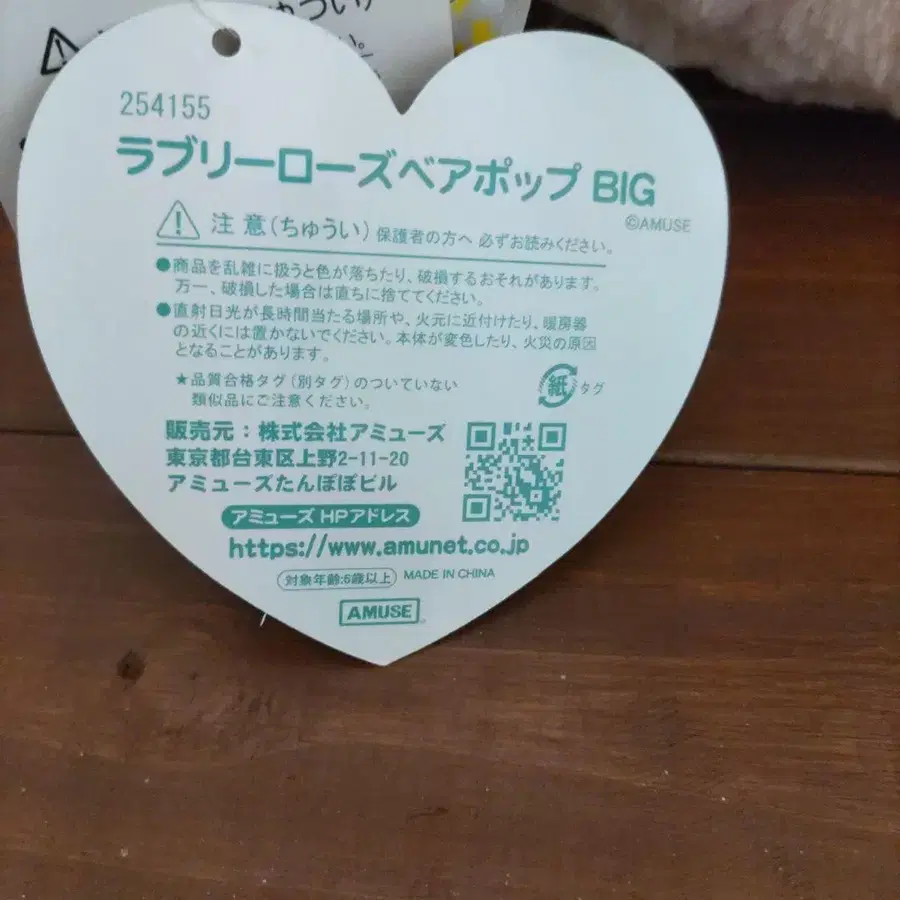 254155
ラブリーローズベアポップ BIG
©AMUSE
注意(ちゅうい) 保護者の方へ 必ずお読みください。
●商品を乱雑に扱うと色が落ちたり、破損するおそれがあります。
万一、破損した場合は直ちに捨ててください。
●直射日光が長時間当たる場所や、火元に近付けたり、暖房器
の近くには置かないでください。本体が変色したり、火災の原因
となることがあります。
★品質合格タグ(別タグ)のついていない
類似品にご注意ください。
紙 タグ
販売元:株式会社アミューズ
東京都台東区上野2-11-20
アミューズたんぽぽビル
アミューズ HPアドレス
https://www.amunet.co.jp
対象年齢:6歳以上 MADE IN CHINA
AMUSE